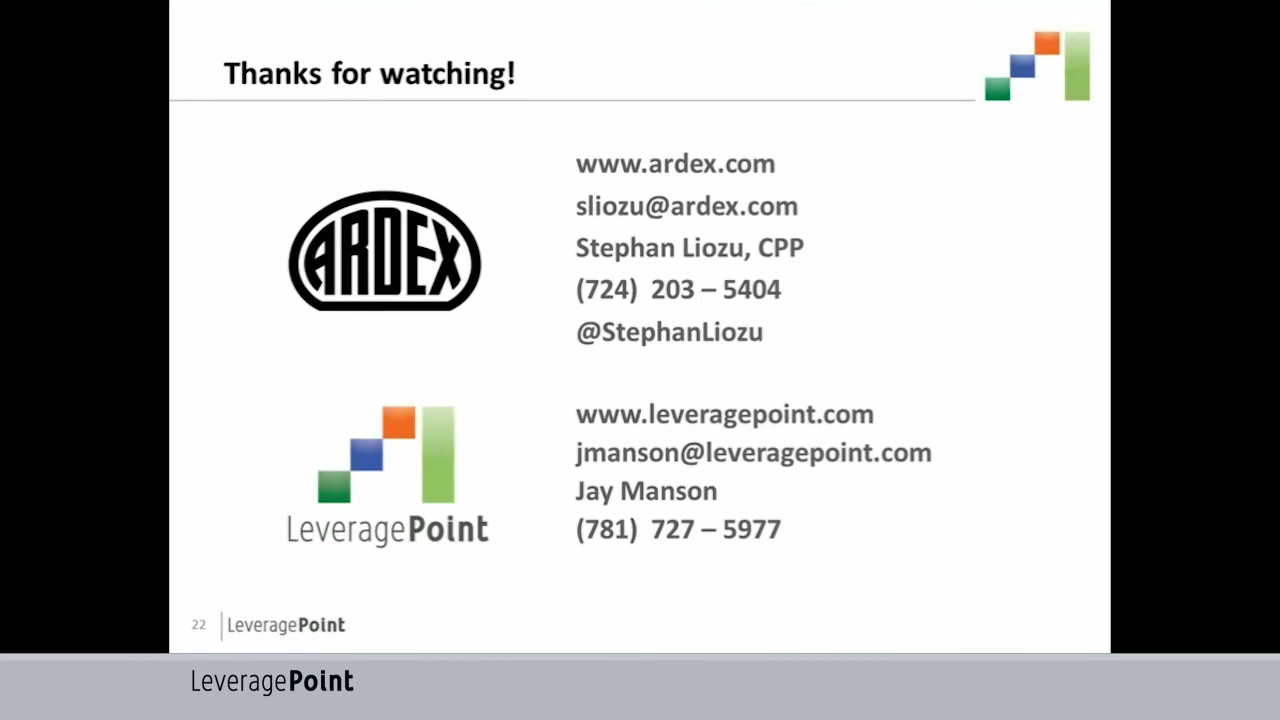 Thanks for watching!
www.ardex.com
sliozu@ardex.com
Stephan Liozu, CPP
(724) 203 – 5404
@StephanLiozu
ARDEX
www.leveragepoint.com
jmanson@leveragepoint.com
Jay Manson
(781) 727 – 5977
LeveragePoint
22 LeveragePoint
LeveragePoint